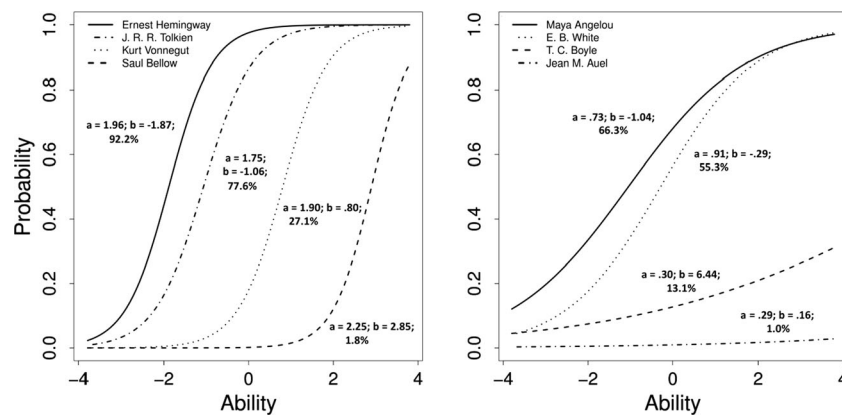 Ernest Hemingway
J. R. R. Tolkien
Kurt Vonnegut
Saul Bellow
a = 1.96; b = -1.87;
92.2%
a = 1.75;
b = -1.06;
77.6%
a = 1.90; b = .80;
27.1%
a = 2.25; b = 2.85;
1.8%
Probability
0.0
0.2
0.4
0.6
0.8
1.0
−4
−2
0
2
4
Ability
Maya Angelou
E. B. White
T. C. Boyle
Jean M. Auel
a = .73; b = -1.04;
66.3%
a = .91; b = -.29;
55.3%
a = .30; b = 6.44;
13.1%
a = .29; b = .16;
1.0%
0.0
0.2
0.4
0.6
0.8
1.0
−4
−2
0
2
4
Ability